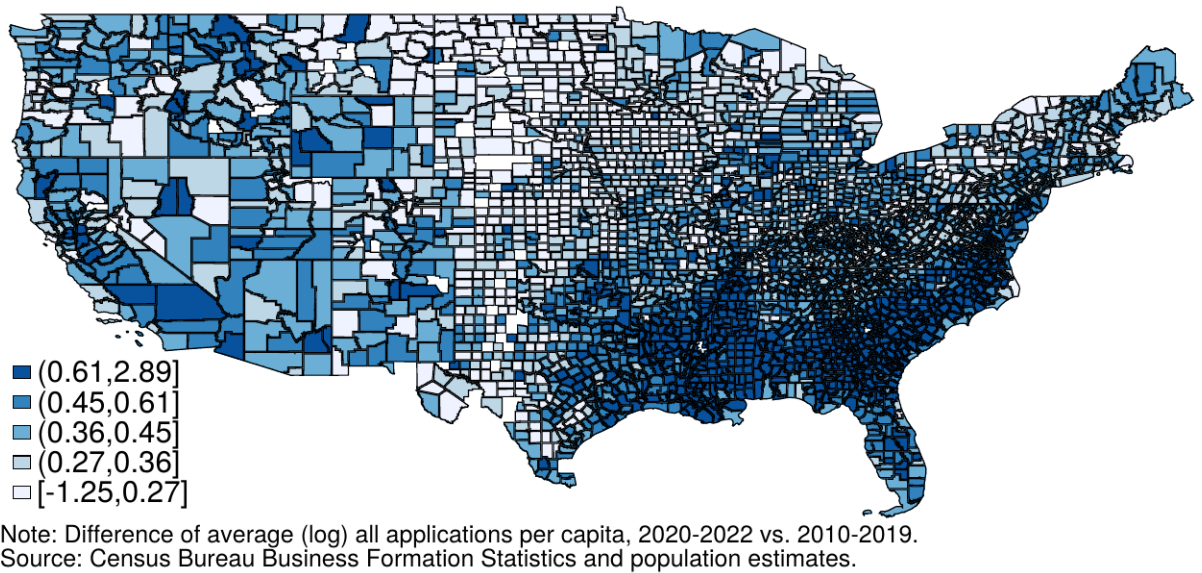 (0.61,2.89]
(0.45,0.61]
(0.36,0.45]
(0.27,0.36]
[-1.25,0.27]
Note: Difference of average (log) all applications per capita, 2020-2022 vs. 2010-2019.
Source: Census Bureau Business Formation Statistics and population estimates.